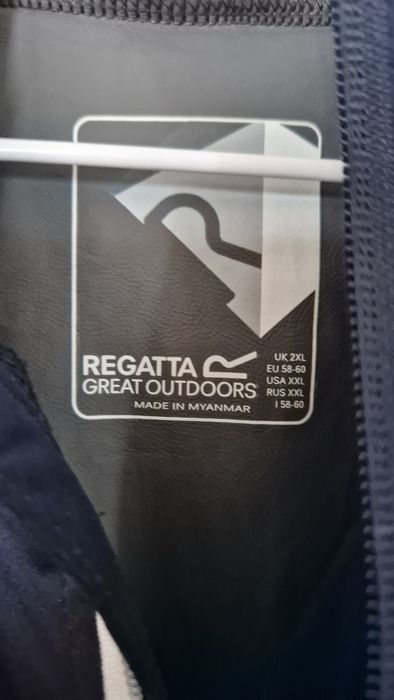 REGATTA
GREAT OUTDOORS
MADE IN MYANMAR
UK 2XL
EU 58-60
USA XXL
RUS XXL
I 58-60